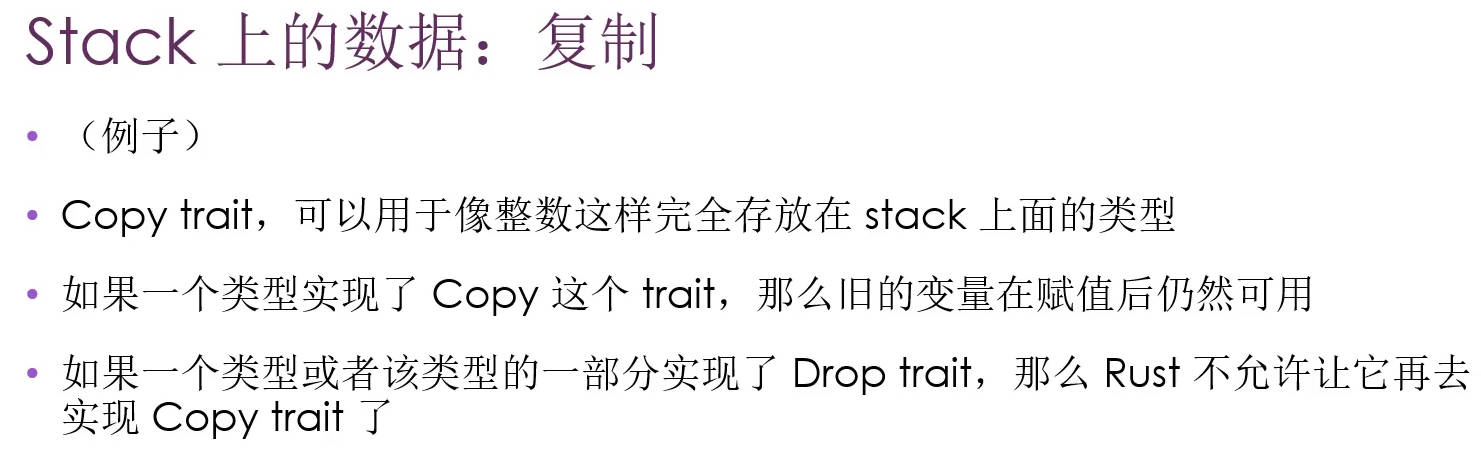 Stack 上的数据：复制
• （例子）
• Copy trait，可以用于像整数这样完全存放在 stack 上面的类型
• 如果一个类型实现了 Copy 这个 trait，那么旧的变量在赋值后仍然可用
• 如果一个类型或者该类型的一部分实现了 Drop trait，那么 Rust 不允许让它再去
实现 Copy trait 了